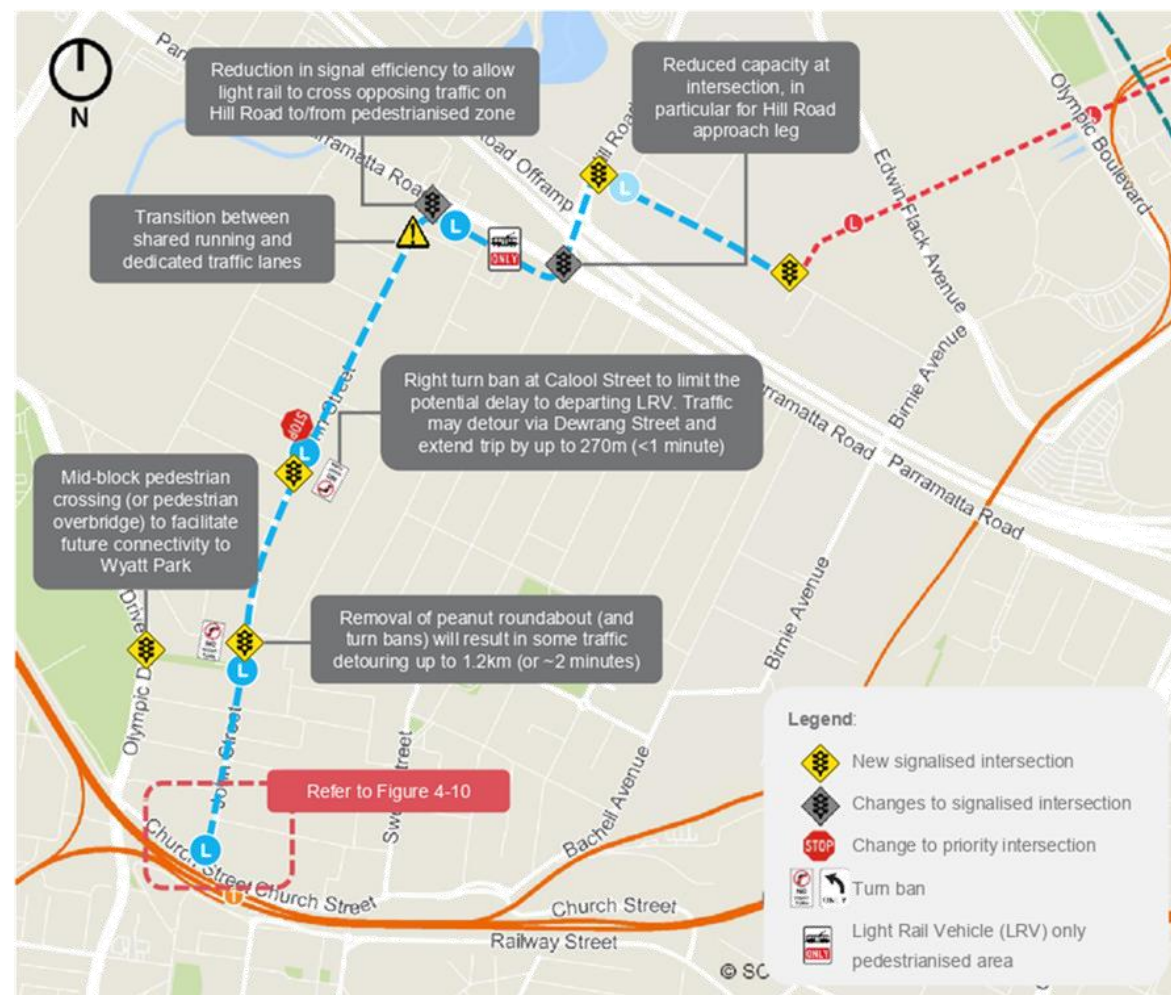 N
Reduction in signal efficiency to allow
light rail to cross opposing traffic on
Hill Road to/from pedestrianised zone
Reduced capacity at
intersection, in
particular for Hill Road
approach leg
Transition between
shared running and
dedicated traffic lanes
Right turn ban at Calool Street to limit the
potential delay to departing LRV. Traffic
may detour via Dewrang Street and
extend trip by up to 270m (<1 minute)
Mid-block pedestrian
crossing (or pedestrian
overbridge) to facilitate
future connectivity to
Wyatt Park
Removal of peanut roundabout (and
turn bans) will result in some traffic
detouring up to 1.2km (or ~2 minutes)
Refer to Figure 4-10
Parramatta Road
Road Offramp
Hill Road
Olympic Boulevard
Edwin Flack Avenue
Birnie Avenue
Parramatta Road
Parramatta Road
Birnie Avenue
Street
STOP
L
L
L
L
L
L
L
L
ONLY
Drive
Olympic D
John Street
Street
Bachell Avenue
Church Street
Church Street
Church Street
Railway Street
T
Legend:
New signalised intersection
Changes to signalised intersection
STOP
Change to priority intersection
NO
ONLY
Turn ban
ONLY
Light Rail Vehicle (LRV) only
pedestrianised area